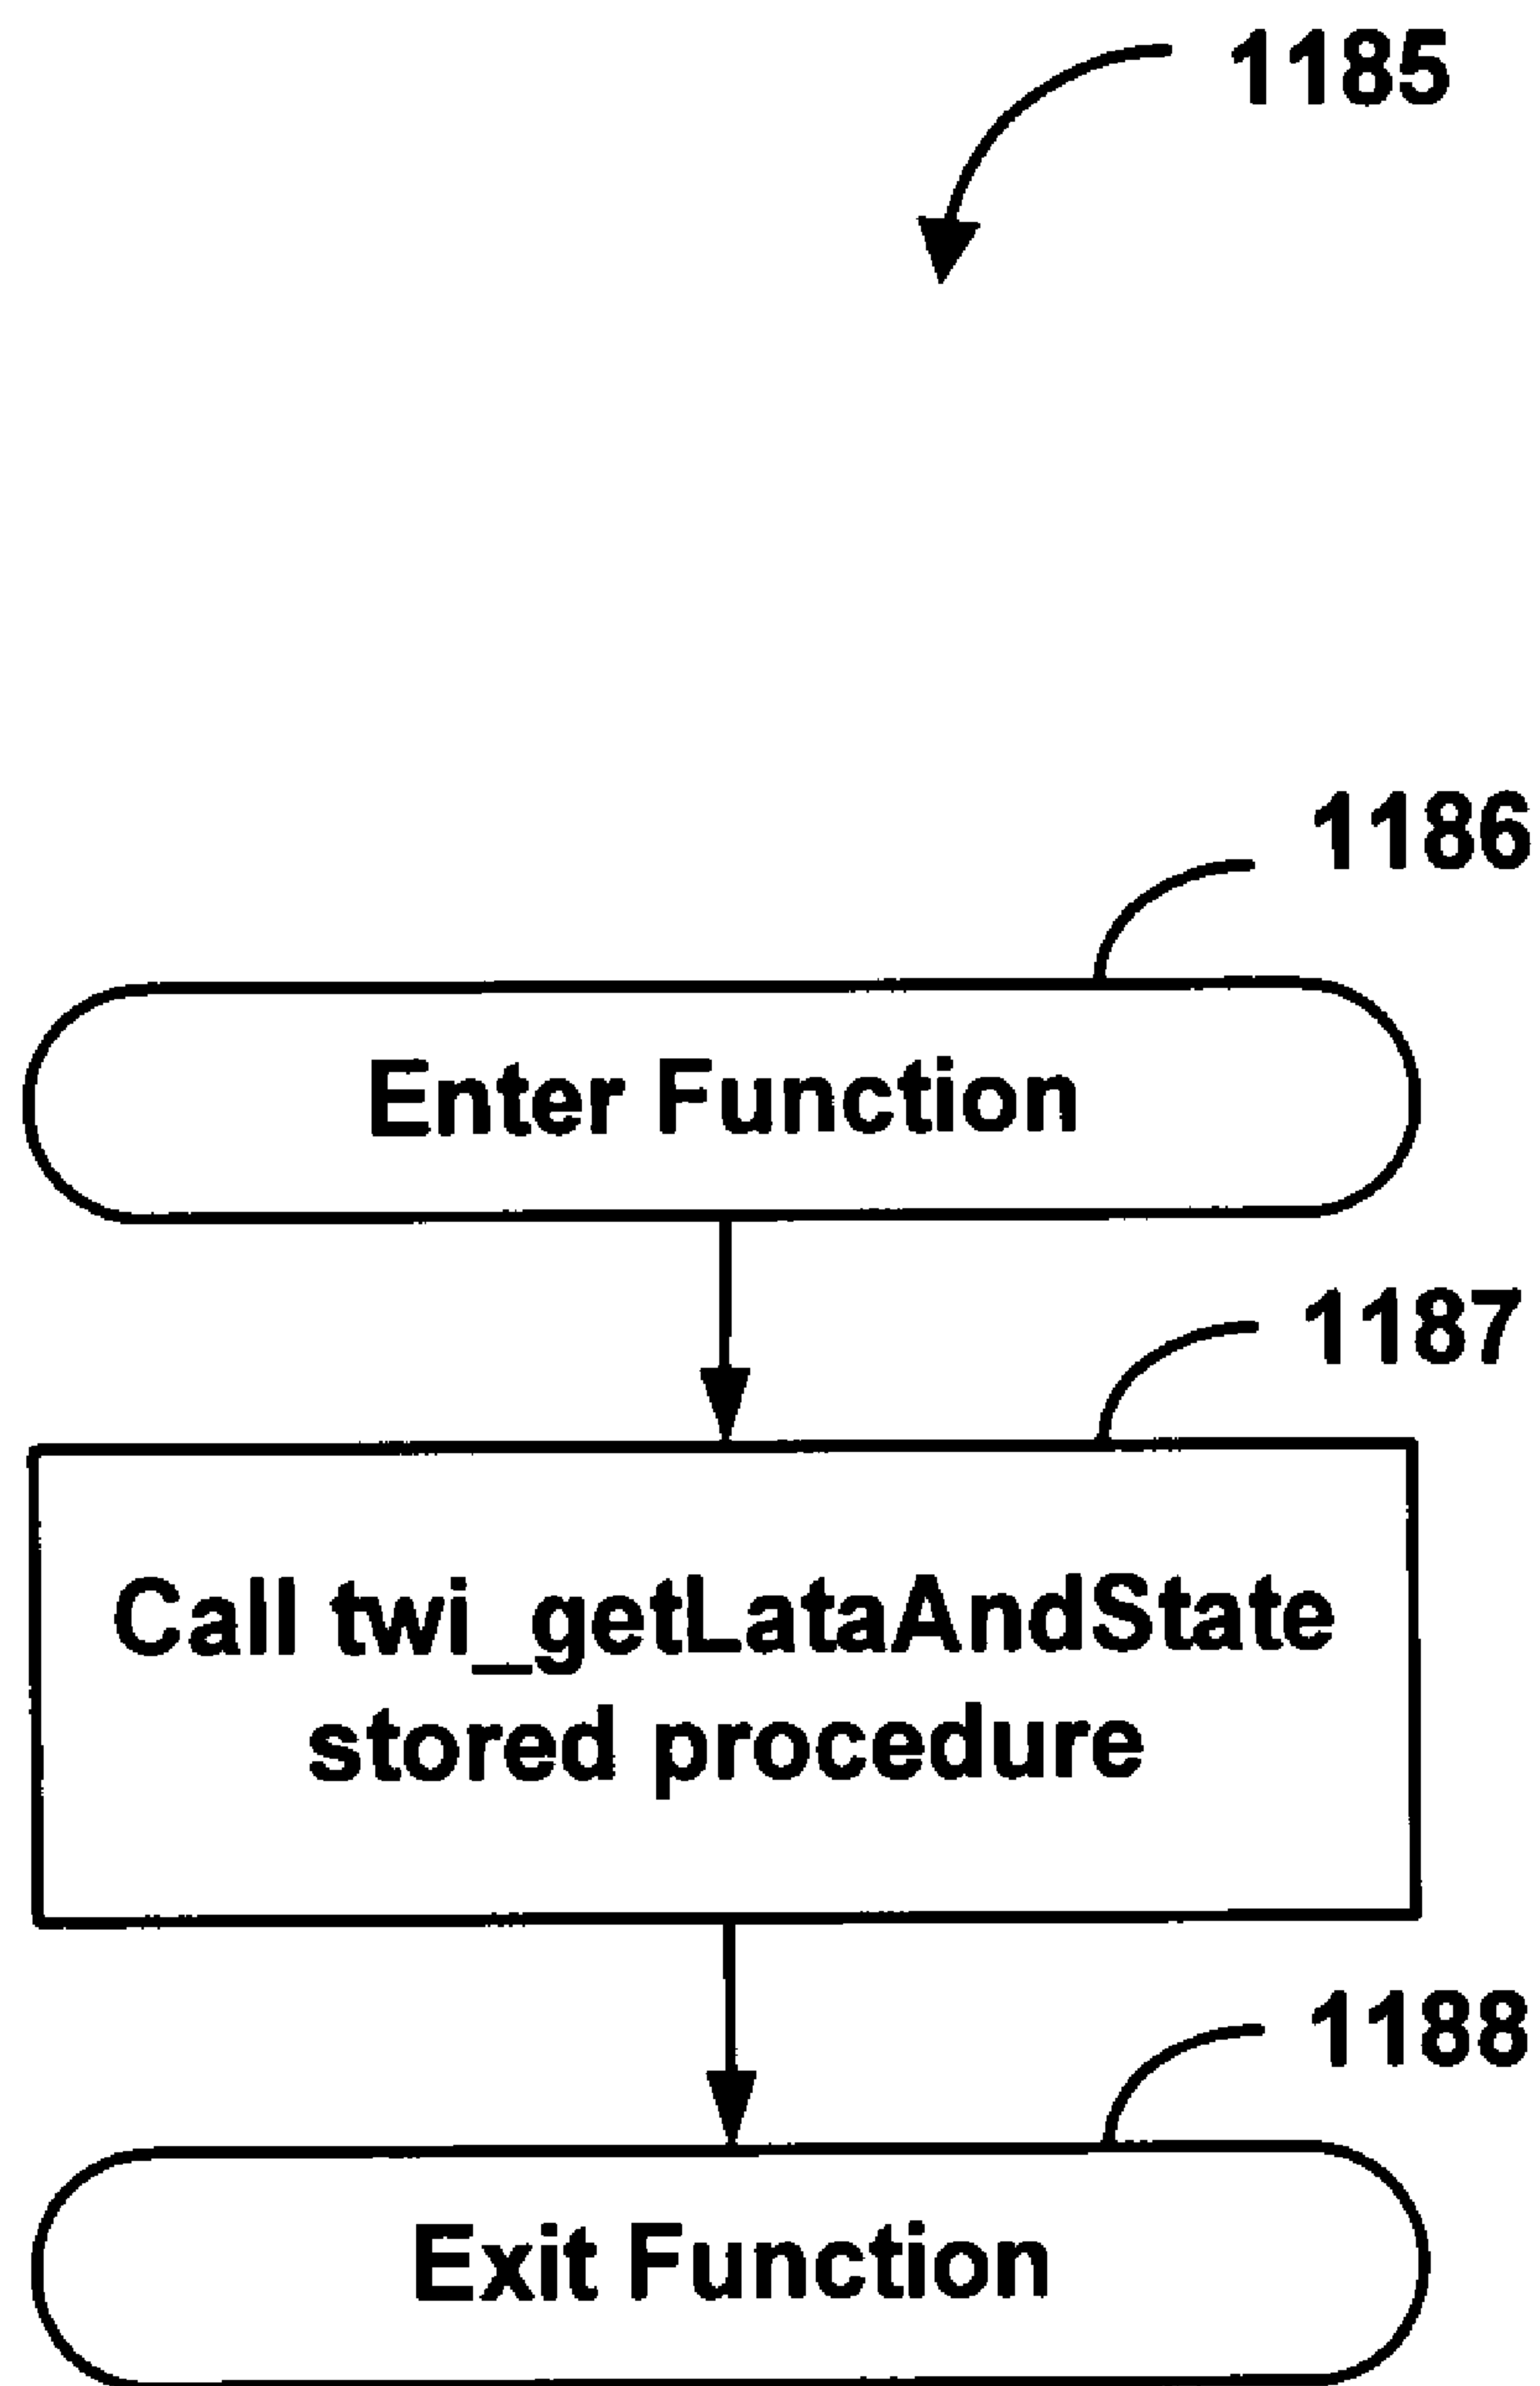 1185
1186
Enter Function
1187
Call twi_getLataAndState
stored procedure
1188
Exit Function